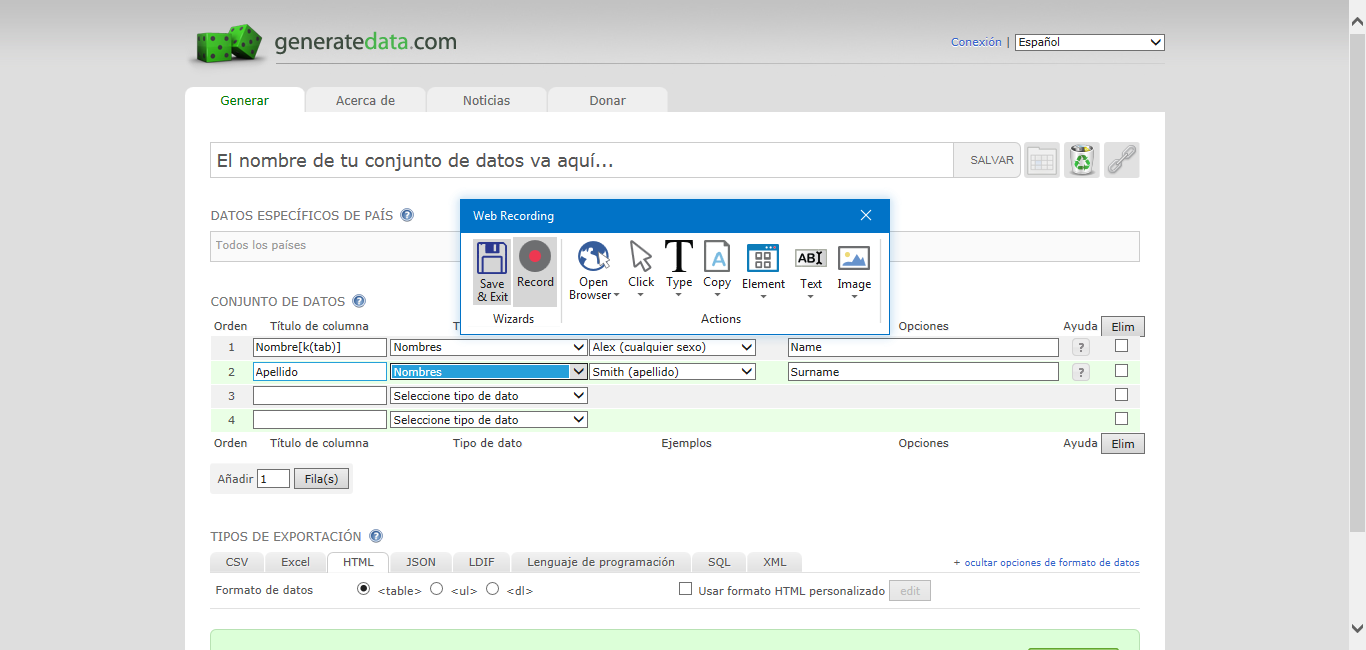 generatedata.com
Conexión | Español
Generar Acerca de Noticias Donar
El nombre de tu conjunto de datos va aquí... SALVAR
DATOS ESPECÍFICOS DE PAÍS ?
Todos los países
Web Recording
Save & Exit Record Open Browser Click Type Copy Element Text Image
T A ABI
Wizards Actions
CONJUNTO DE DATOS ?
Orden Título de columna T Opciones Ayuda Elim
1 Nombre[k(tab)] Nombres Alex (cualquier sexo) Name ?
2 Apellido Nombres Smith (apellido) Surname ?
3 Seleccione tipo de dato
4 Seleccione tipo de dato
Orden Título de columna Tipo de dato Ejemplos Opciones Ayuda Elim
Añadir 1 Fila(s)
TIPOS DE EXPORTACIÓN ?
CSV Excel HTML JSON LDIF Lenguaje de programación SQL XML + ocultar opciones de formato de datos
Formato de datos <table> <ul> <dl> Usar formato HTML personalizado edit